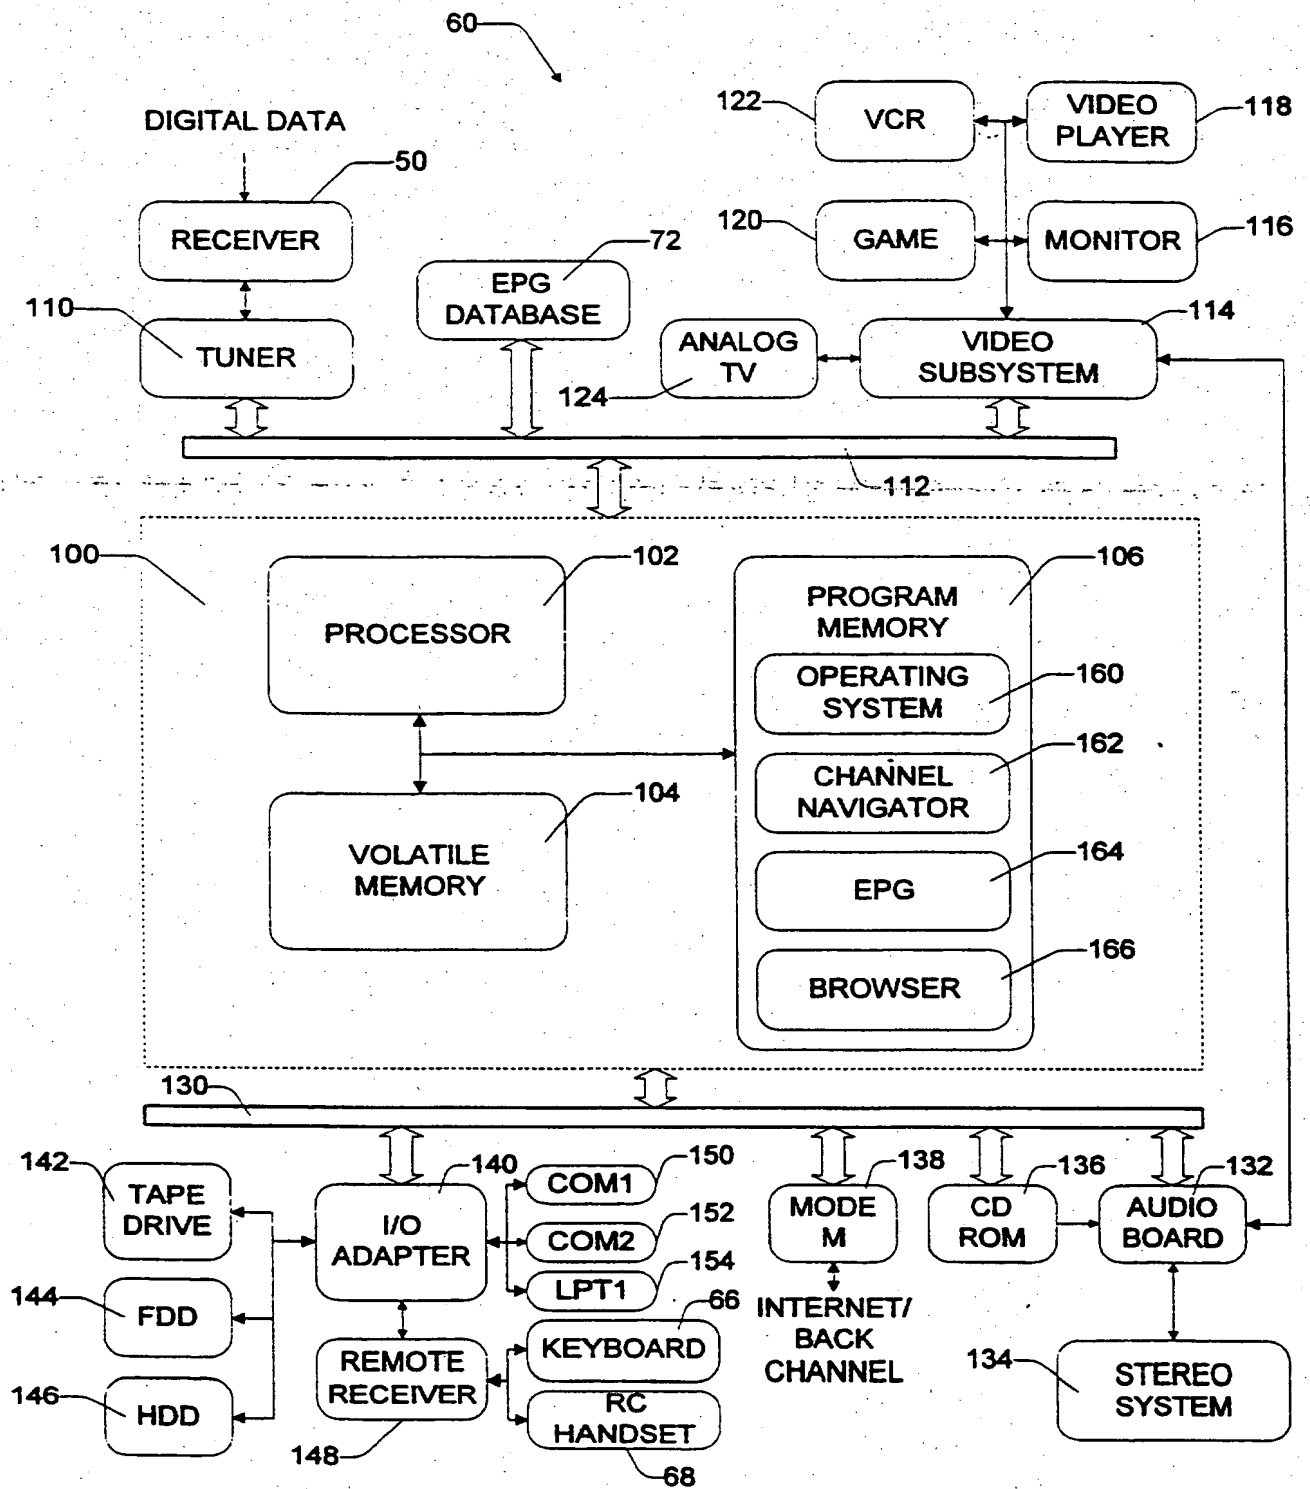 60
DIGITAL DATA
50
RECEIVER
110
TUNER
72
EPG
DATABASE
122
VCR
VIDEO
PLAYER
118
120
GAME
MONITOR
116
ANALOG
TV
124
VIDEO
SUBSYSTEM
114
112
100
102
PROCESSOR
104
VOLATILE
MEMORY
106
PROGRAM
MEMORY
OPERATING
SYSTEM
160
CHANNEL
NAVIGATOR
162
EPG
164
BROWSER
166
130
142
TAPE
DRIVE
144
FDD
146
HDD
140
I/O
ADAPTER
REMOTE
RECEIVER
148
COM1
150
COM2
152
LPT1
154
66
KEYBOARD
RC
HANDSET
68
138
MODE
M
INTERNET/
BACK
CHANNEL
136
CD
ROM
132
AUDIO
BOARD
134
STEREO
SYSTEM